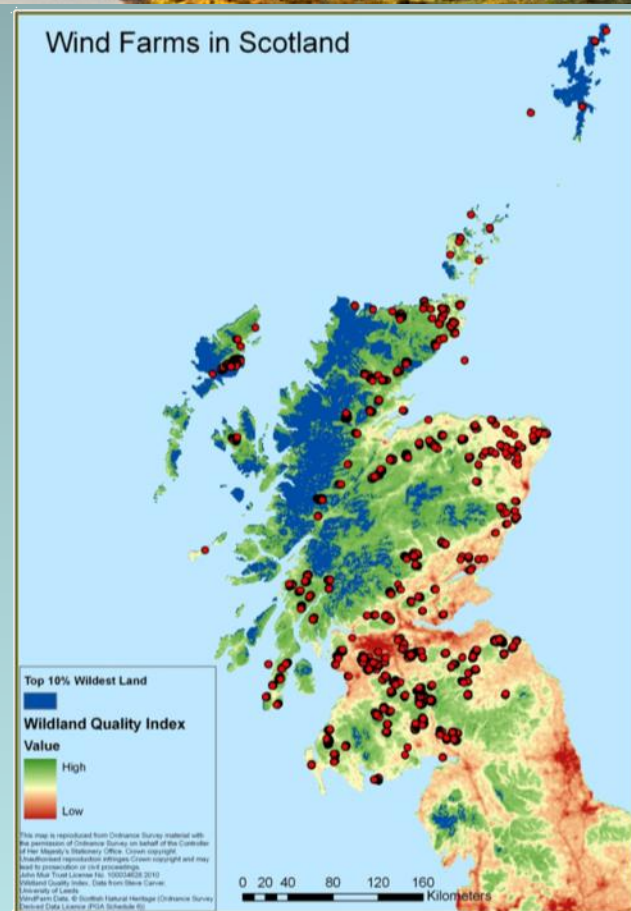 Wind Farms in Scotland
Top 10% Wildest Land
Wildland Quality Index
Value
High
Low
This map is reproduced from Ordnance Survey material with
the permission of Ordnance Survey on behalf of the Controller
of Her Majesty's Stationery Office. Crown copyright.
Unauthorised reproduction infringes Crown copyright and may
lead to prosecution or civil proceedings.
John Muir Trust License No. 100024628 2010
Wildland Quality Index, Data from Steve Carver,
University of Leeds
WindFarm Data, © Scottish Natural Heritage (Ordnance Survey
Derived Data Licence (PGA Schedule 6))
0 20 40 80 120 160
Kilometers